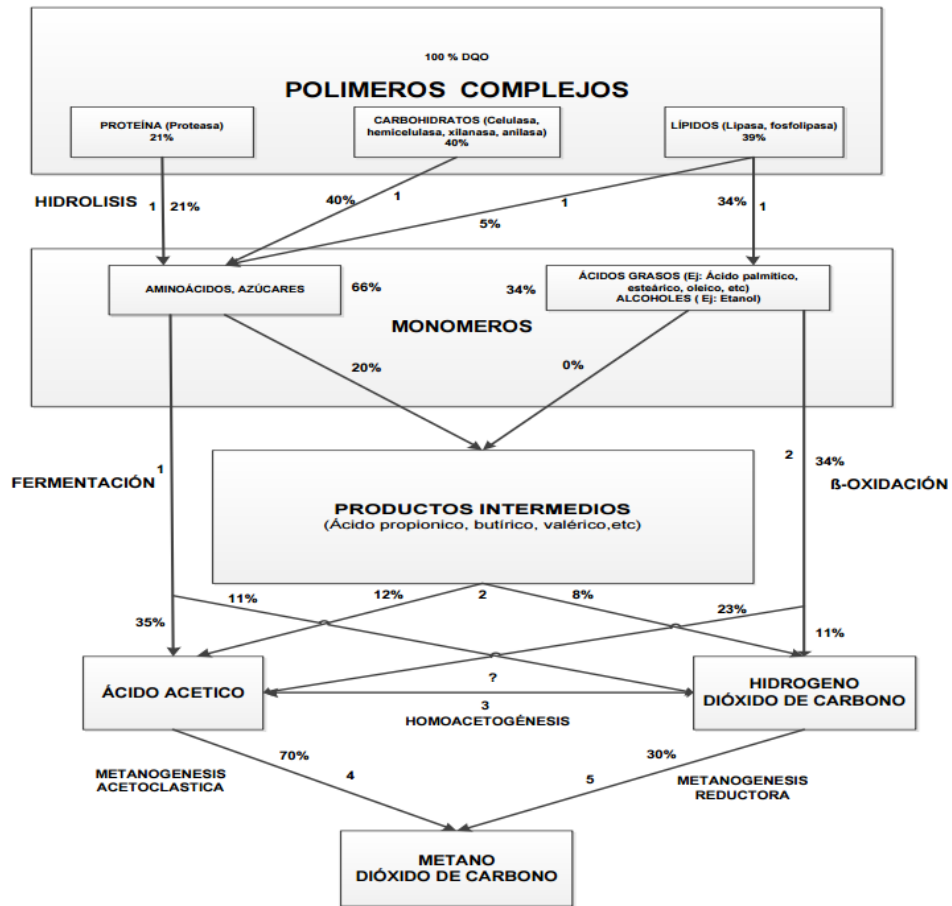 100 % DQO
POLIMEROS COMPLEJOS
PROTEÍNA (Proteasa)
21%
CARBOHIDRATOS (Celulasa,
hemicelulasa, xilanasa, anilasa)
40%
LÍPIDOS (Lipasa, fosfolipasa)
39%
HIDROLISIS
1
21%
40%
1
5%
1
34%
1
AMINOÁCIDOS, AZÚCARES
66%
34%
ÁCIDOS GRASOS (Ej: Ácido palmítico,
esteárico, oleico, etc)
ALCOHOLES ( Ej: Etanol)
MONOMEROS
20%
0%
FERMENTACIÓN
1
2
34%
ß-OXIDACIÓN
PRODUCTOS INTERMEDIOS
(Ácido propionico, butírico, valérico,etc)
11%
12%
2
8%
23%
35%
11%
ÁCIDO ACETICO
?
3
HOMOACETOGÉNESIS
HIDROGENO
DIÓXIDO DE CARBONO
METANOGENESIS
ACETOCLASTICA
70%
4
30%
5
METANOGENESIS
REDUCTORA
METANO
DIÓXIDO DE CARBONO